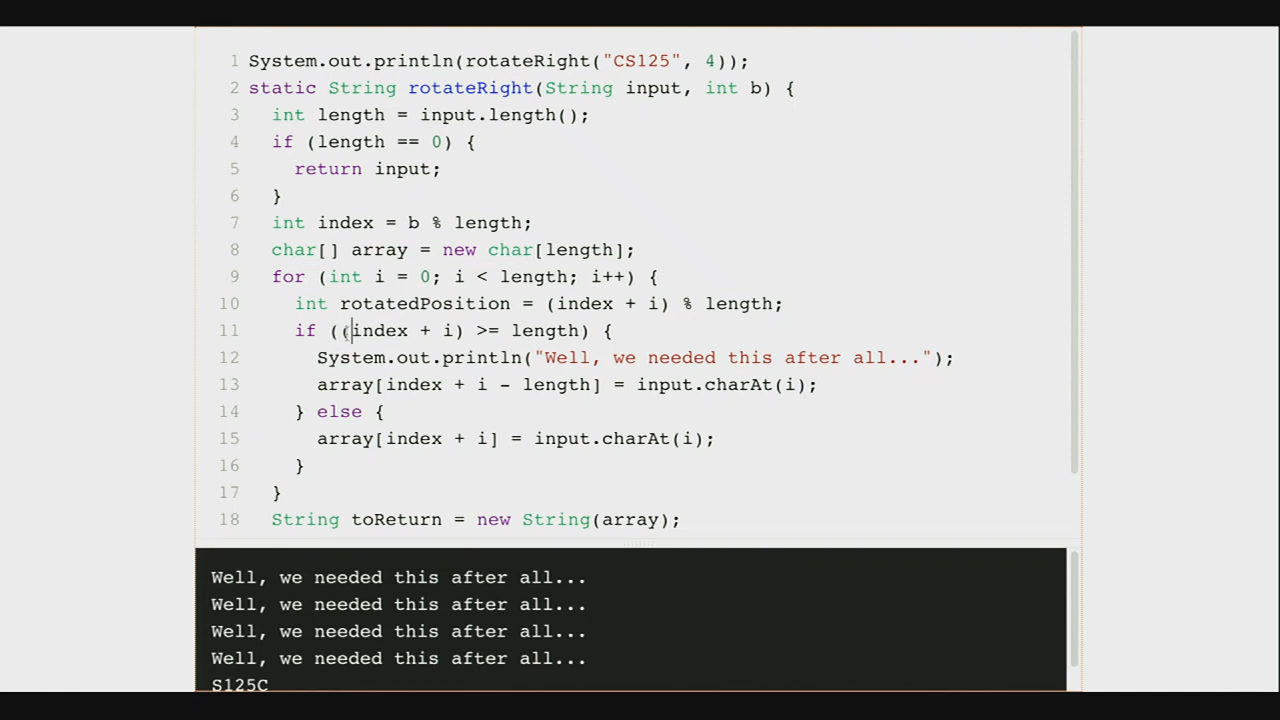 1 System.out.println(rotateRight("CS125", 4));
2 static String rotateRight(String input, int b) {
3 int length = input.length();
4 if (length == 0) {
5 return input;
6 }
7 int index = b % length;
8 char[] array = new char[length];
9 for (int i = 0; i < length; i++) {
10 int rotatedPosition = (index + i) % length;
11 if ((index + i) >= length) {
12 System.out.println("Well, we needed this after all...");
13 array[index + i - length] = input.charAt(i);
14 } else {
15 array[index + i] = input.charAt(i);
16 }
17 }
18 String toReturn = new String(array);
Well, we needed this after all...
Well, we needed this after all...
Well, we needed this after all...
Well, we needed this after all...
S125C